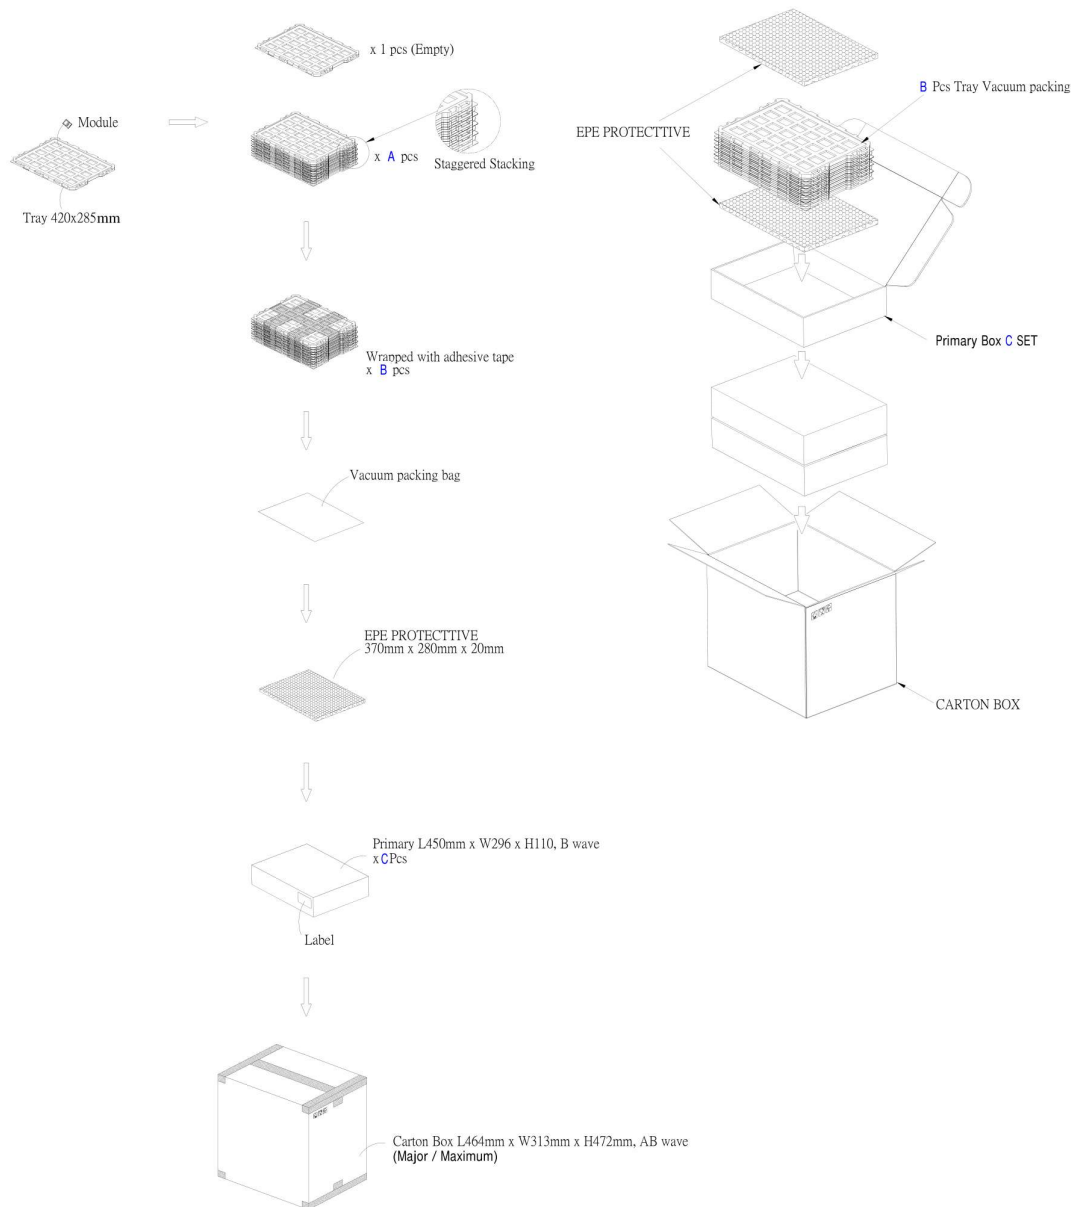 x 1 pcs (Empty)
Module
x A pcs
Staggered Stacking
Tray 420x285mm
Wrapped with adhesive tape
x B pcs
Vacuum packing bag
EPE PROTECTTIVE
370mm x 280mm x 20mm
Primary L450mm x W296 x H110, B wave
x C Pcs
Label
Carton Box L464mm x W313mm x H472mm, AB wave
(Major / Maximum)
B Pcs Tray Vacuum packing
EPE PROTECTTIVE
Primary Box C SET
CARTON BOX